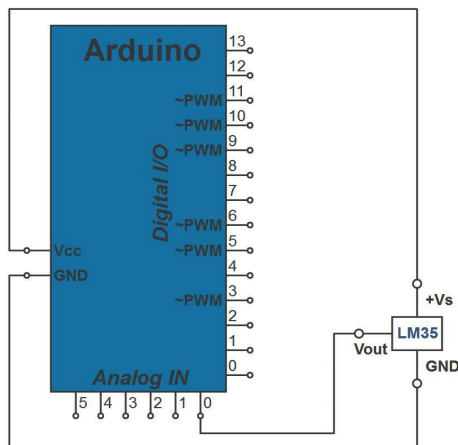 Arduino
13
12
~PWM 11
~PWM 10
~PWM 9
8
7
~PWM 6
~PWM 5
4
~PWM 3
2
1
0
Digital I/O
Vcc
GND
Analog IN
5 4 3 2 1 0
+Vs
LM35
Vout
GND